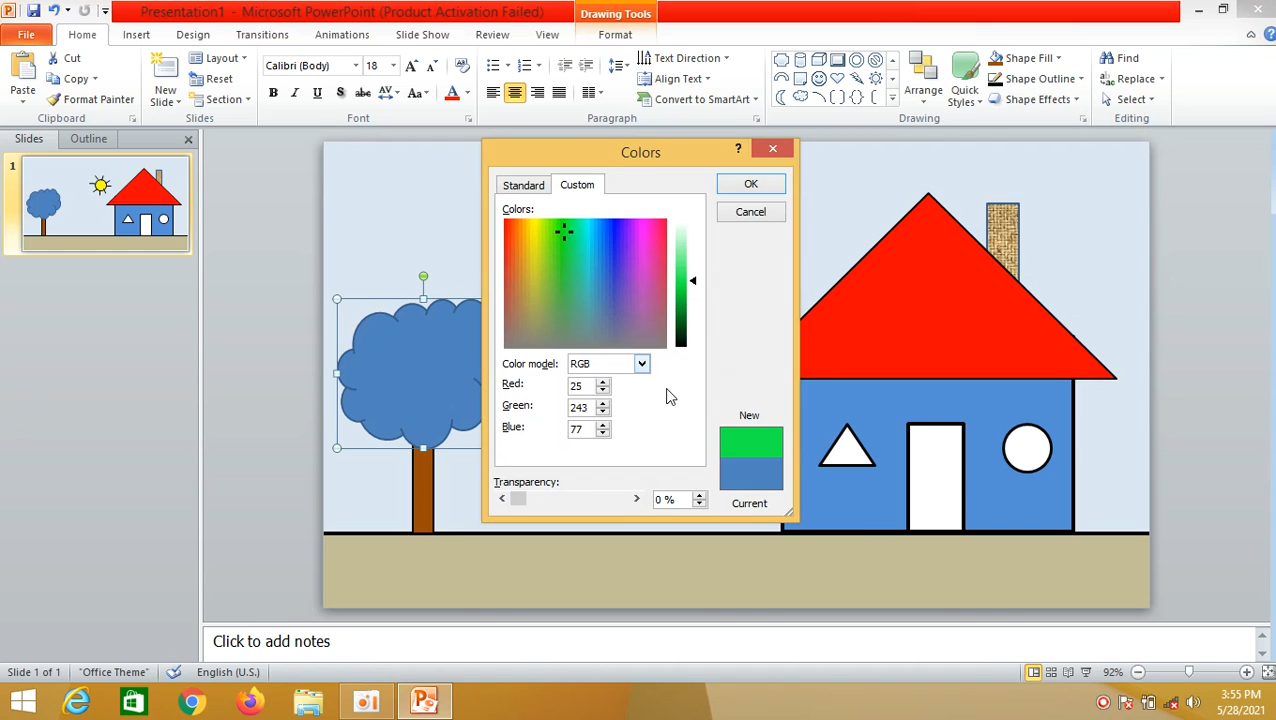 Presentation1 - Microsoft PowerPoint (Product Activation Failed)
Drawing Tools
File Home Insert Design Transitions Animations Slide Show Review View Format
Paste
Cut
Copy
Format Painter
Clipboard
New Slide
Layout
Reset
Section
Slides
Calibri (Body) 18
B I U S abc AV Aa A
Font
Text Direction
Align Text
Convert to SmartArt
Paragraph
Arrange
Quick Styles
Shape Fill
Shape Outline
Shape Effects
Drawing
Find
Replace
Select
Editing
Slides Outline
1
Colors
Standard Custom
OK
Cancel
Colors:
Color model: RGB
Red: 25
Green: 243
Blue: 77
New
Current
Transparency:
0 %
Click to add notes
Slide 1 of 1 "Office Theme" English (U.S.) 92%
3:55 PM
5/28/2021